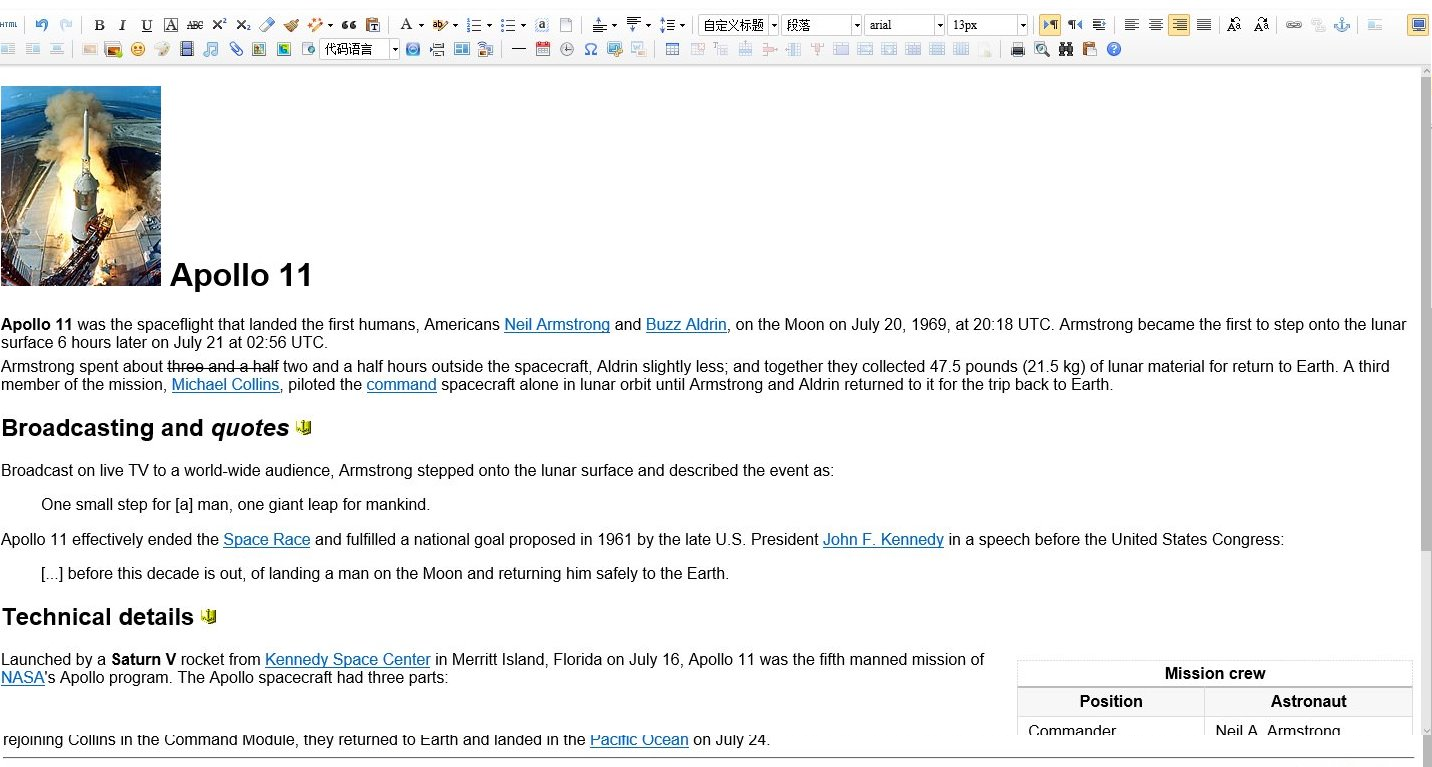 HTML B I U A ABC X² X₂ A
自定义标题 段落 arial 13px
代码语言
Apollo 11
Apollo 11 was the spaceflight that landed the first humans, Americans Neil Armstrong and Buzz Aldrin, on the Moon on July 20, 1969, at 20:18 UTC. Armstrong became the first to step onto the lunar
surface 6 hours later on July 21 at 02:56 UTC.
Armstrong spent about three and a half two and a half hours outside the spacecraft, Aldrin slightly less; and together they collected 47.5 pounds (21.5 kg) of lunar material for return to Earth. A third
member of the mission, Michael Collins, piloted the command spacecraft alone in lunar orbit until Armstrong and Aldrin returned to it for the trip back to Earth.
Broadcasting and quotes
Broadcast on live TV to a world-wide audience, Armstrong stepped onto the lunar surface and described the event as:
One small step for [a] man, one giant leap for mankind.
Apollo 11 effectively ended the Space Race and fulfilled a national goal proposed in 1961 by the late U.S. President John F. Kennedy in a speech before the United States Congress:
[...] before this decade is out, of landing a man on the Moon and returning him safely to the Earth.
Technical details
Launched by a Saturn V rocket from Kennedy Space Center in Merritt Island, Florida on July 16, Apollo 11 was the fifth manned mission of
NASA's Apollo program. The Apollo spacecraft had three parts:
Mission crew
Position Astronaut
Commander Neil A. Armstrong
rejoining Collins in the Command Module, they returned to Earth and landed in the Pacific Ocean on July 24.